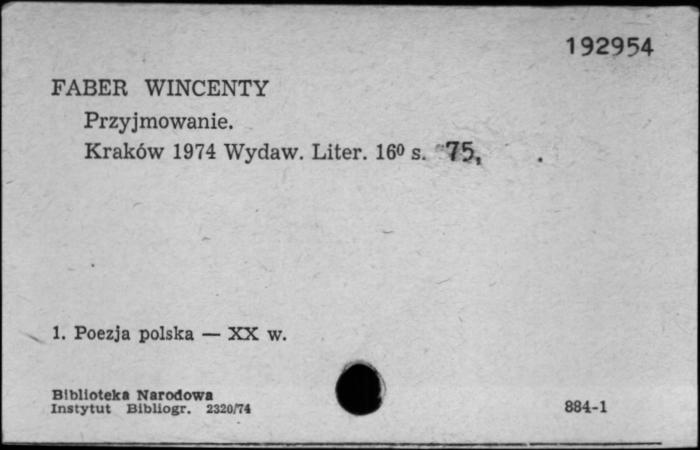 192954
FABER WINCENTY
Przyjmowanie.
Kraków 1974 Wydaw. Liter. 16⁰ s. 75,
1. Poezja polska — XX w.
Biblioteka Narodowa
Instytut Bibliogr. 2320/74
884-1